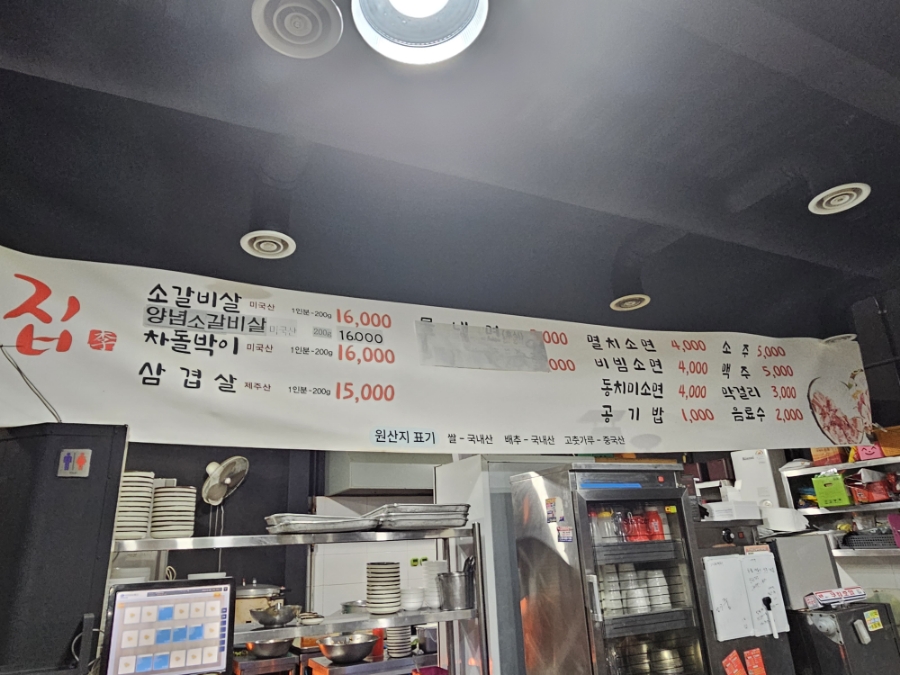 집
소갈비살 미국산 1인분-200g 16,000
양념소갈비살 미국산 200g 16000
차돌박이 미국산 1인분-200g 16,000
삼겹살 제주산 1인분-200g 15,000
멸치소면 4,000
비빔소면 4,000
동치미소면 4,000
공기밥 1,000
소주 5,000
맥주 5,000
막걸리 3,000
음료수 2,000
원산지 표기 쌀-국내산 배추-국내산 고춧가루-중국산